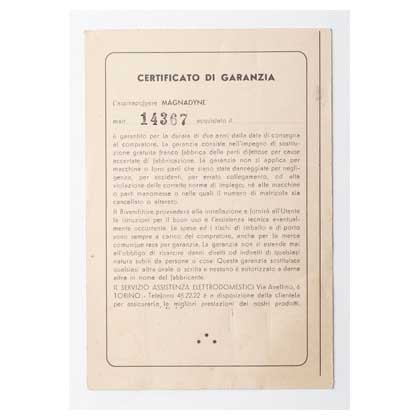 CERTIFICATO DI GARANZIA
L'aspirapolvere MAGNADYNE
matr. 14367 acquistato il
è garantito per la durata di due anni dalla data di consegna
al compratore. La garanzia consiste nell'impegno di sostitu-
zione gratuita franco fabbrica delle parti difettose per cause
accertate di fabbricazione. La garanzia non si applica per
macchine o loro parti che siano state danneggiate per negli-
genza, per accidenti, per errato collegamento, od alla
violazione delle corrette norme di impiego; nè alle macchine
o parti manomesse o nelle quali il numero di matricola sia
cancellato o alterato.
Il Rivenditore provvederà alla installazione e fornirà all'Utente
le istruzioni per il buon uso e l'assistenza tecnica eventual-
mente occorrente. Le spese ed i rischi di imballo e di porto
sono sempre a carico del compratore, anche per la merce
comunque resa per garanzia. La garanzia non si estende mai
all'obbligo di risarcire danni diretti od indiretti di qualsiasi
natura subiti da persone o cose. Questa garanzia sostituisce
qualsiasi altra orale o scritta e nessuno è autorizzato a darne
altra in nome del fabbricante.
IL SERVIZIO ASSISTENZA ELETTRODOMESTICI Via Avellino, 6
TORINO - Telefono 45.22.22 è a disposizione della clientela
per assicurarle le migliori prestazioni dei nostri prodotti.